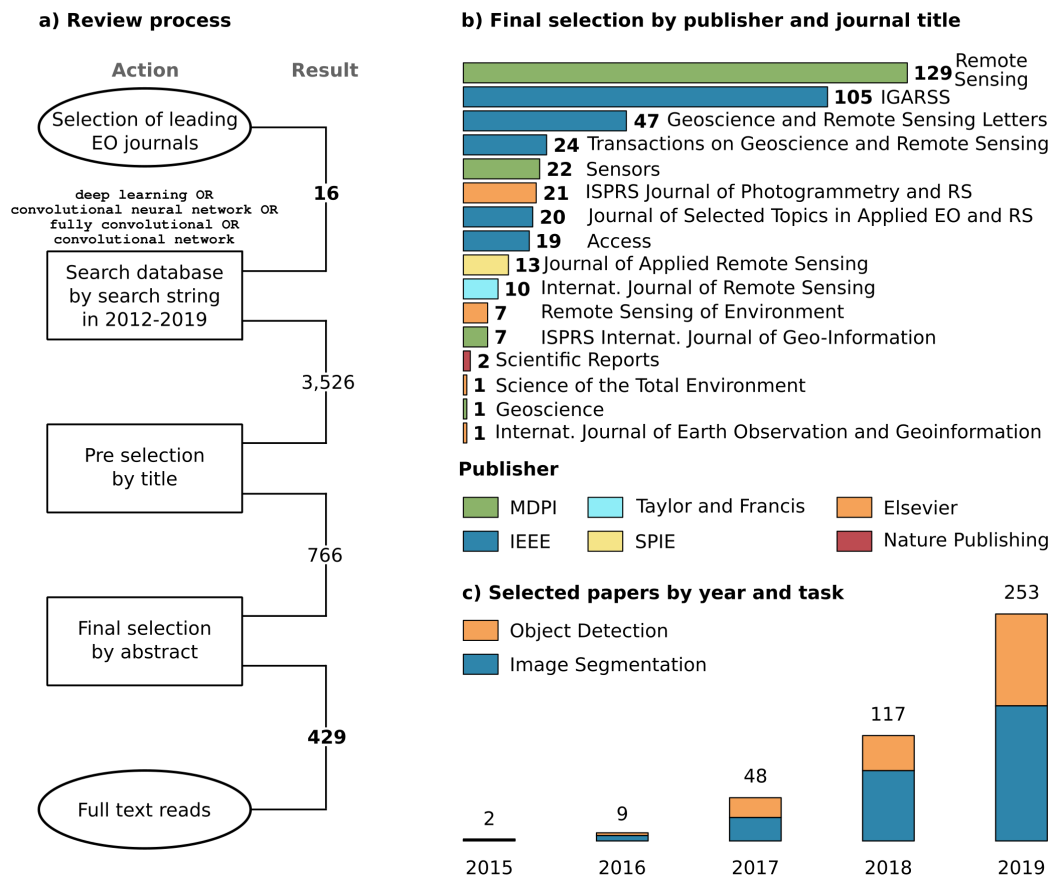 a) Review process
Action
Result
Selection of leading
EO journals
16
deep learning OR
convolutional neural network OR
fully convolutional OR
convolutional network
Search database
by search string
in 2012-2019
3,526
Pre selection
by title
766
Final selection
by abstract
429
Full text reads
b) Final selection by publisher and journal title
129 Remote
Sensing
105 IGARSS
47 Geoscience and Remote Sensing Letters
24 Transactions on Geoscience and Remote Sensing
22 Sensors
21 ISPRS Journal of Photogrammetry and RS
20 Journal of Selected Topics in Applied EO and RS
19 Access
13 Journal of Applied Remote Sensing
10 Internat. Journal of Remote Sensing
7 Remote Sensing of Environment
7 ISPRS Internat. Journal of Geo-Information
2 Scientific Reports
1 Science of the Total Environment
1 Geoscience
1 Internat. Journal of Earth Observation and Geoinformation
Publisher
MDPI
Taylor and Francis
Elsevier
IEEE
SPIE
Nature Publishing
c) Selected papers by year and task
Object Detection
Image Segmentation
2
9
48
117
253
2015
2016
2017
2018
2019